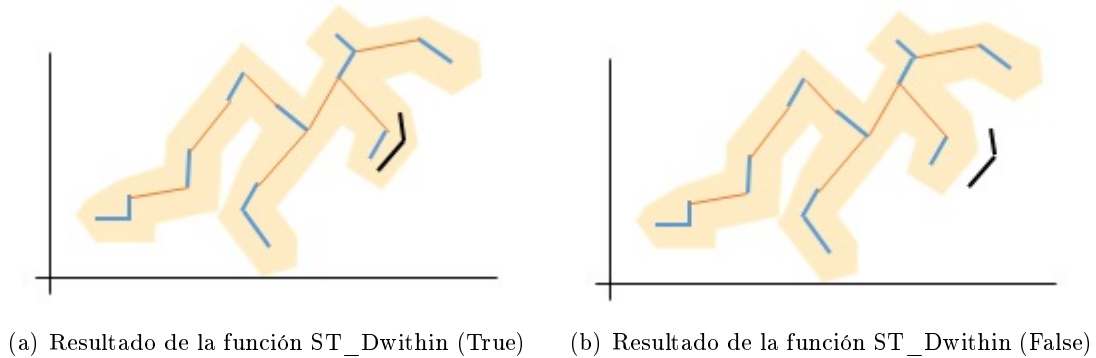 (a) Resultado de la función ST_Dwithin (True)
(b) Resultado de la función ST_Dwithin (False)